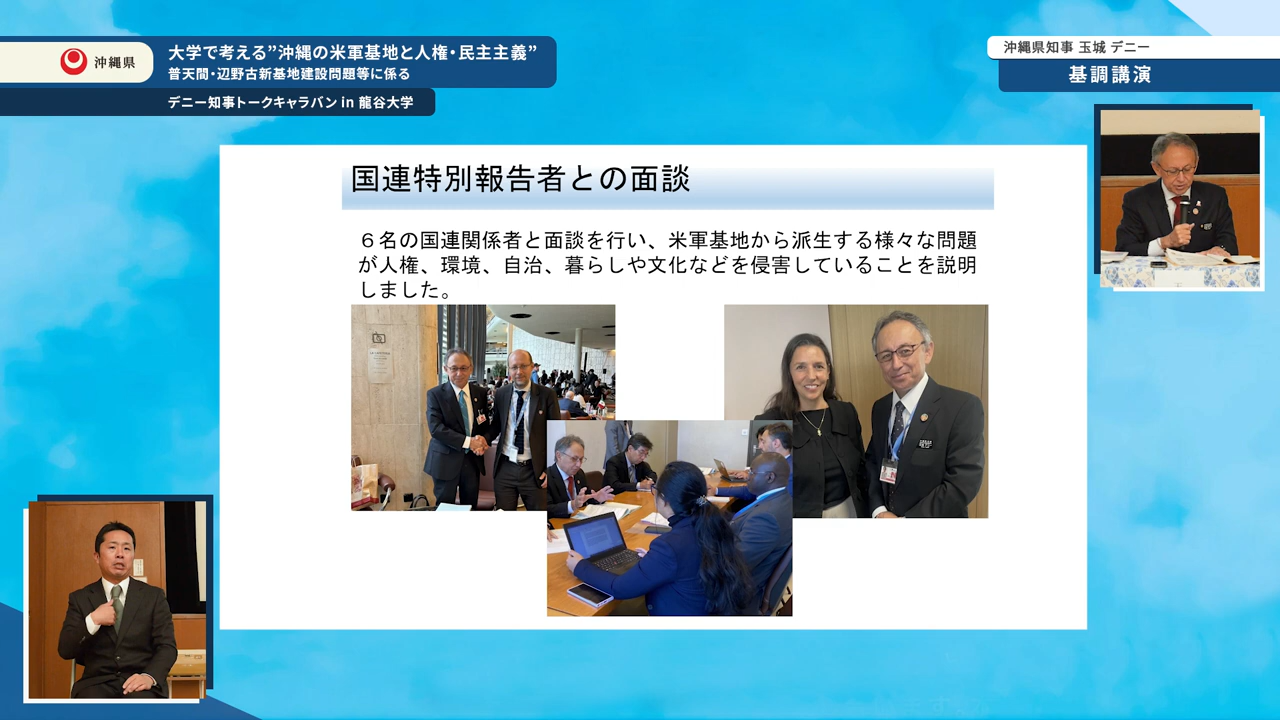 沖縄県
大学で考える”沖縄の米軍基地と人権・民主主義”
普天間・辺野古新基地建設問題等に係る
デニー知事トークキャラバン in 龍谷大学
沖縄県知事 玉城 デニー
基調講演
国連特別報告者との面談
６名の国連関係者と面談を行い、米軍基地から派生する様々な問題
が人権、環境、自治、暮らしや文化などを侵害していることを説明
しました。